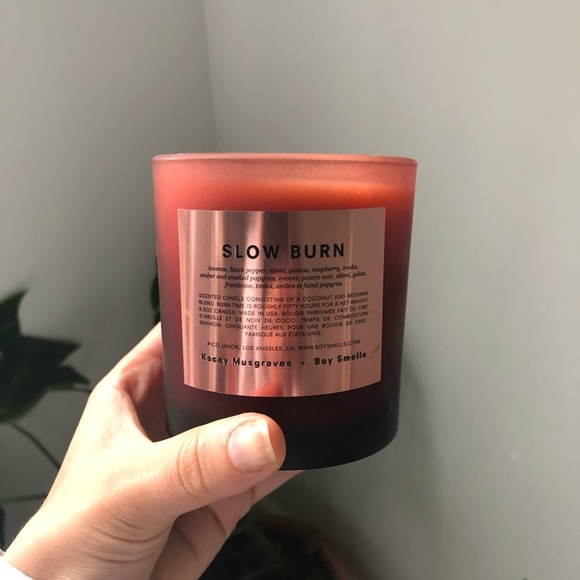 SLOW BURN
incense, black pepper, elemi, guaiac, raspberry, tonka,
amber and smoked papyrus; encens, poivre noir, élémi, gaïac,
framboise, tonka, ambre et fumé papyrus
SCENTED CANDLE CONSISTING OF A COCONUT AND BEESWAX
BLEND. BURN TIME IS ROUGHLY FIFTY HOURS FOR A NET WEIGHT
8.5OZ CANDLE. MADE IN USA. BOUGIE PARFUMÉE FAIT DE CIRE
D'ABEILLE ET DE NOIX DE COCO. TEMPS DE COMBUSTION
ENVIRON CINQUANTE HEURES POUR UNE BOUGIE DE 240G.
FABRIQUÉ AUX ÉTATS-UNIS.
PICO UNION, LOS ANGELES, CA. WWW.BOYSMELLS.COM
Kacey Musgraves + Boy Smells